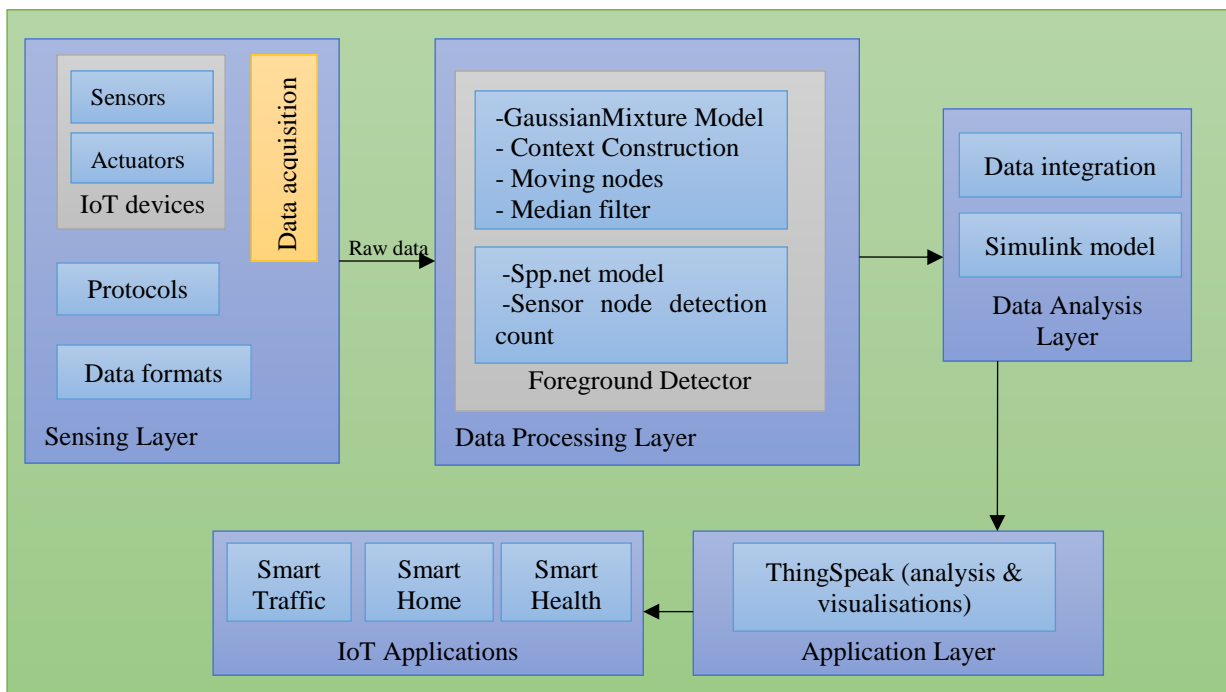 Sensors
Actuators
IoT devices
Data acquisition
Protocols
Data formats
Sensing Layer
Raw data
-GaussianMixture Model
- Context Construction
- Moving nodes
- Median filter
-Spp.net model
-Sensor node detection
count
Foreground Detector
Data Processing Layer
Data integration
Simulink model
Data Analysis
Layer
Smart
Traffic
Smart
Home
Smart
Health
IoT Applications
ThingSpeak (analysis &
visualisations)
Application Layer